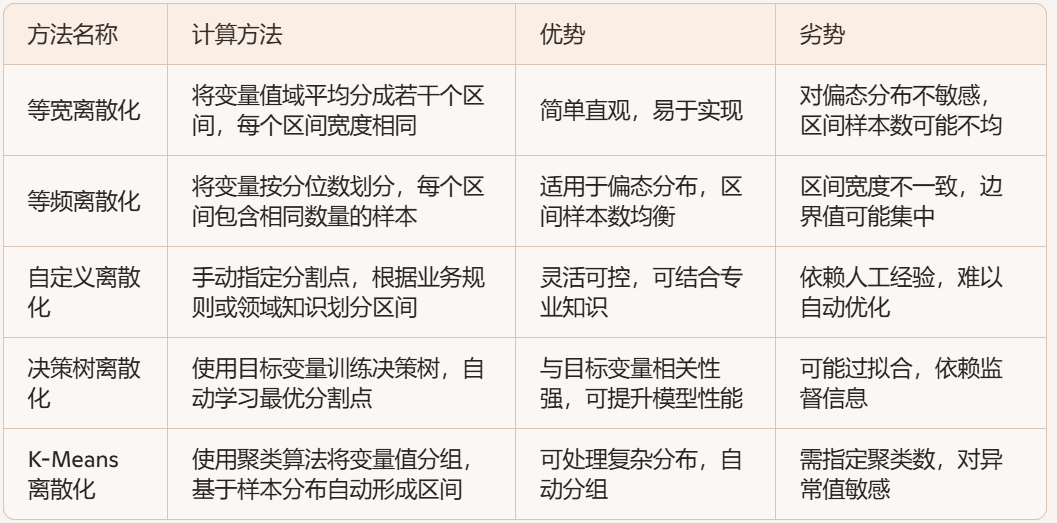 方法名称
计算方法
优势
劣势
等宽离散化
将变量值域平均分成若干个区
间，每个区间宽度相同
简单直观，易于实现
对偏态分布不敏感，
区间样本数可能不均
等频离散化
将变量按分位数划分，每个区
间包含相同数量的样本
适用于偏态分布，区
间样本数均衡
区间宽度不一致，边
界值可能集中
自定义离散
化
手动指定分割点，根据业务规
则或领域知识划分区间
灵活可控，可结合专
业知识
依赖人工经验，难以
自动优化
决策树离散
化
使用目标变量训练决策树，自
动学习最优分割点
与目标变量相关性
强，可提升模型性能
可能过拟合，依赖监
督信息
K-Means
离散化
使用聚类算法将变量值分组，
基于样本分布自动形成区间
可处理复杂分布，自
动分组
需指定聚类数，对异
常值敏感